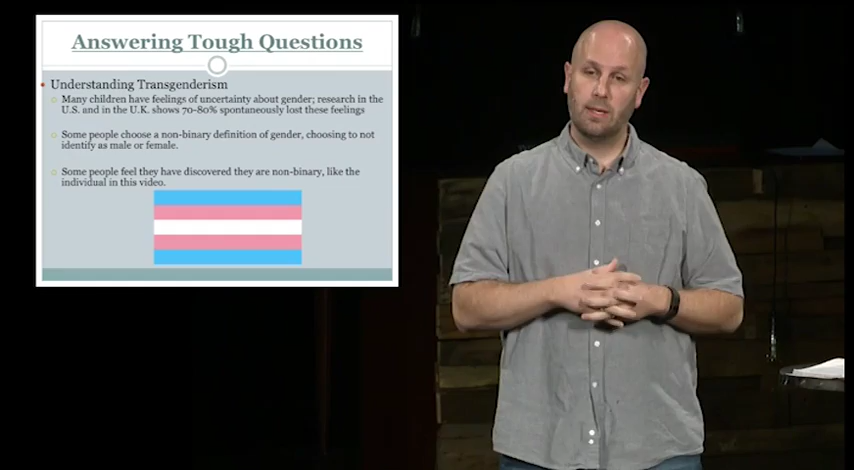 Answering Tough Questions
Understanding Transgenderism
Many children have feelings of uncertainty about gender; research in the
U.S. and in the U.K. shows 70-80% spontaneously lost these feelings
Some people choose a non-binary definition of gender, choosing to not
identify as male or female.
Some people feel they have discovered they are non-binary, like the
individual in this video.